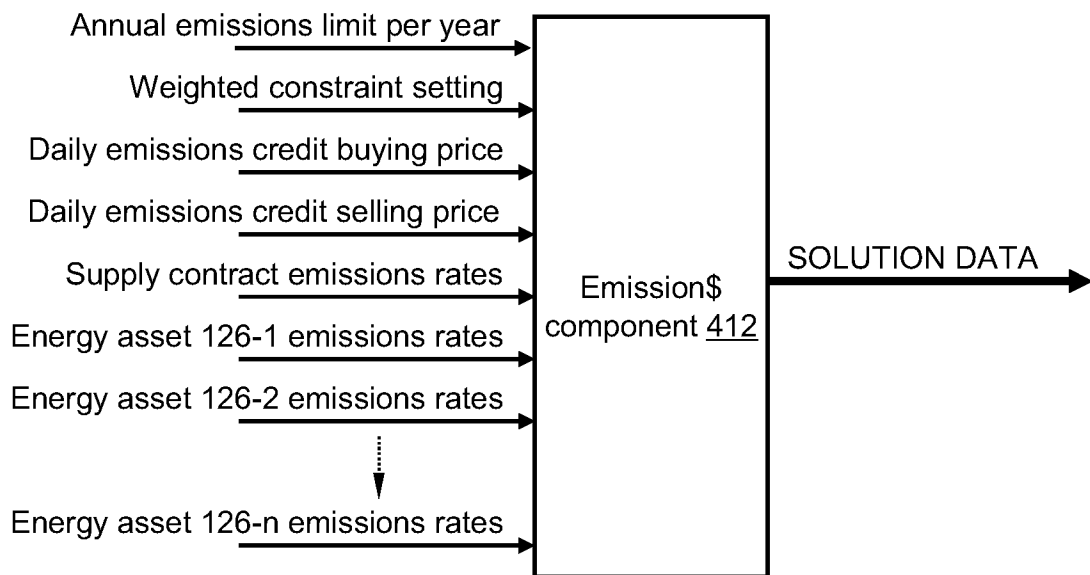 Annual emissions limit per year
Weighted constraint setting
Daily emissions credit buying price
Daily emissions credit selling price
Supply contract emissions rates
Energy asset 126-1 emissions rates
Energy asset 126-2 emissions rates
Energy asset 126-n emissions rates
Emission$
component 412
SOLUTION DATA